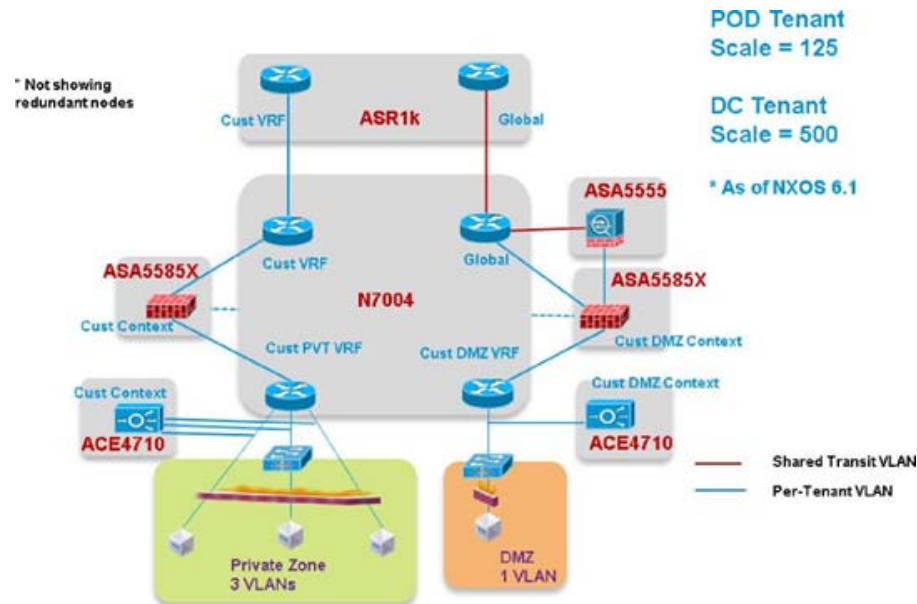 POD Tenant
Scale = 125
* Not showing
redundant nodes
DC Tenant
Scale = 500
* As of NXOS 6.1
Cust VRF
ASR1k
Global
ASA5555
Cust VRF
Global
ASA5585X
ASA5585X
N7004
Cust Context
Cust DMZ Context
Cust PVT VRF
Cust DMZ VRF
Cust Context
Cust DMZ Context
ACE4710
ACE4710
Shared Transit VLAN
Per-Tenant VLAN
Private Zone
3 VLANs
DMZ
1 VLAN